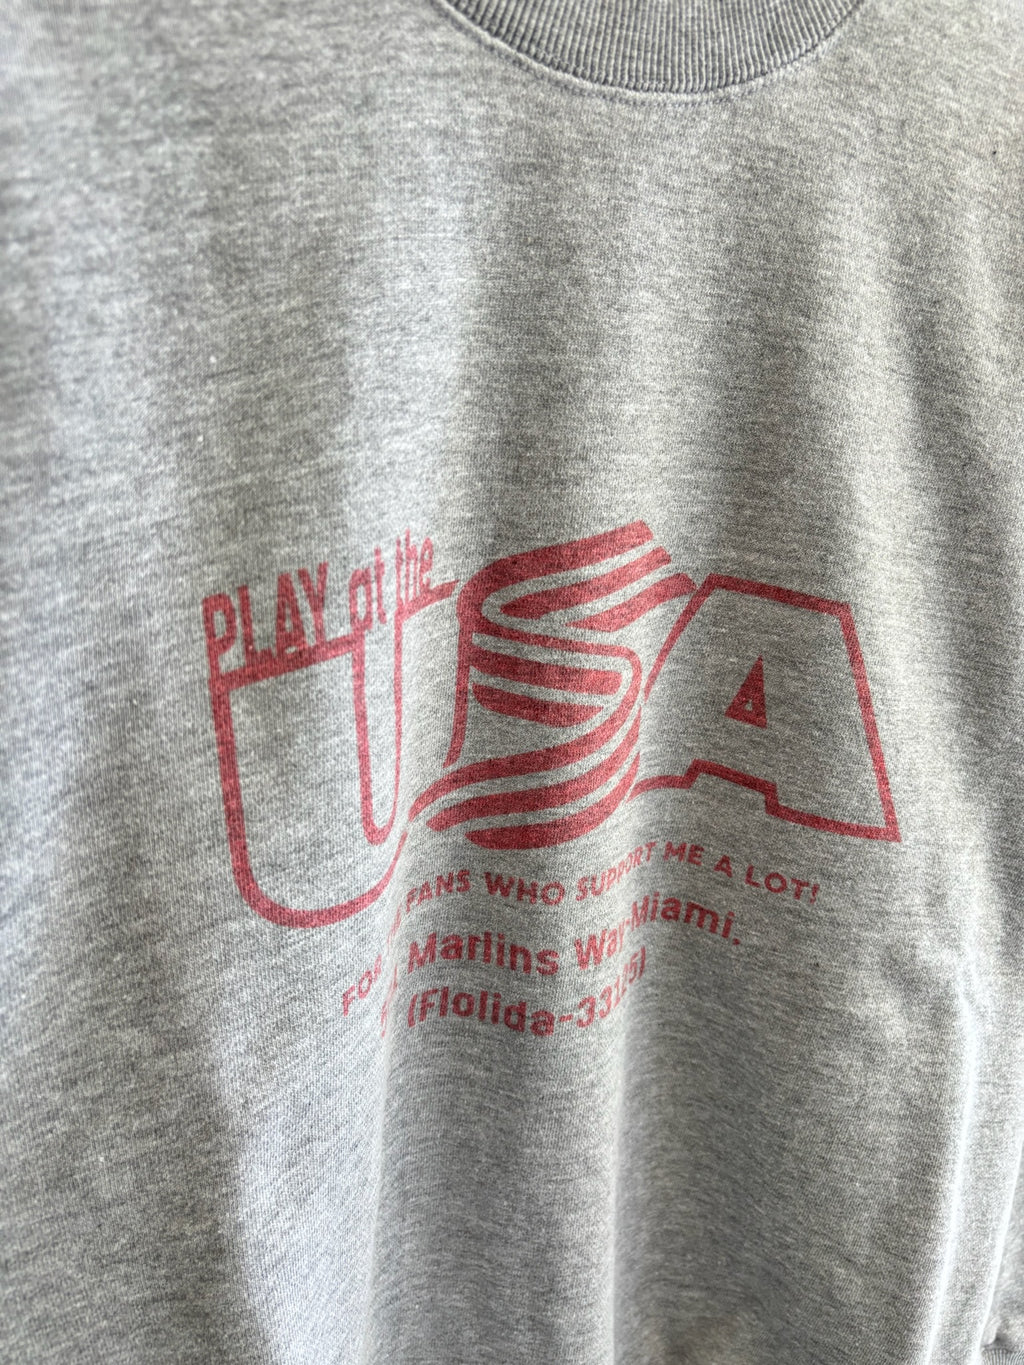 PLAY at the
USA
FANS WHO SUPPORT ME A LOT!
Marlins Way Miami.
(Flolida-33125)